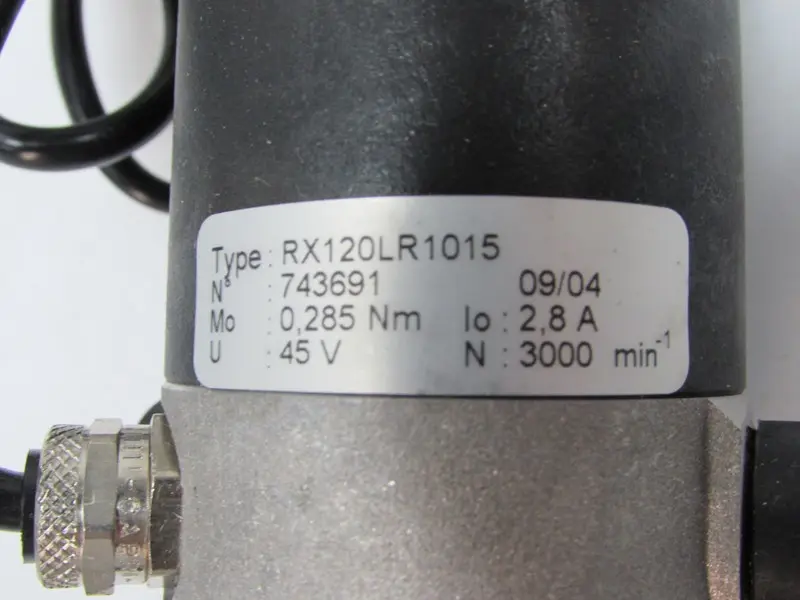 Type : RX120LR1015
N° : 743691 09/04
Mo : 0,285 Nm Io : 2,8 A
U : 45 V N : 3000 min⁻¹